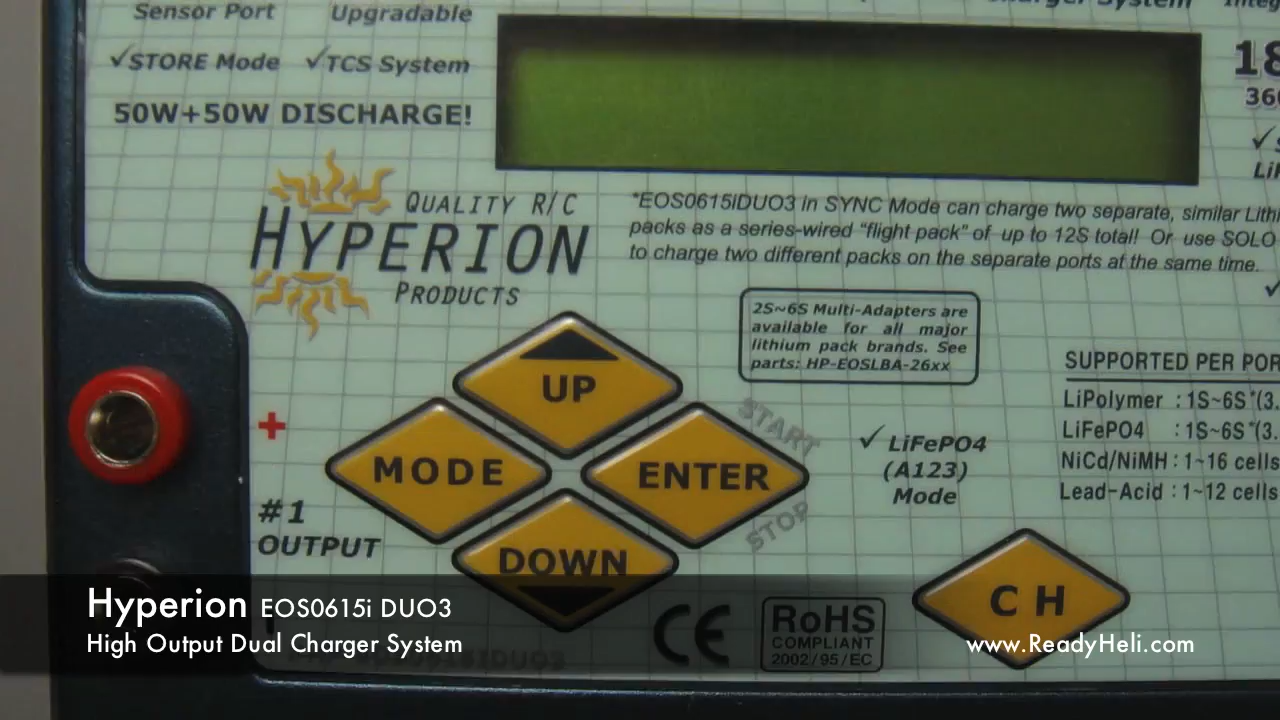 Sensor Port
Upgradable
✓STORE Mode ✓TCS System
50W+50W DISCHARGE!
QUALITY R/C
HYPERION
PRODUCTS
*EOS0615iDUO3 in SYNC Mode can charge two separate, similar Lithi
packs as a series-wired "flight pack" of up to 12S total! Or use SOLO
to charge two different packs on the separate ports at the same time.
18
360
2S~6S Multi-Adapters are
available for all major
lithium pack brands. See
parts: HP-EOSLBA-26xx
SUPPORTED PER POR
LiPolymer : 1S~6S*(3.
LiFePO4 : 1S~6S*(3.
NiCd/NiMH : 1~16 cells
Lead-Acid : 1~12 cells
✓ LiFePO4
(A123)
Mode
UP
MODE
ENTER
DOWN
START
STOP
+
#1
OUTPUT
CH
CE
RoHS
COMPLIANT
2002/95/EC
Hyperion EOS0615i DUO3
High Output Dual Charger System
www.ReadyHeli.com